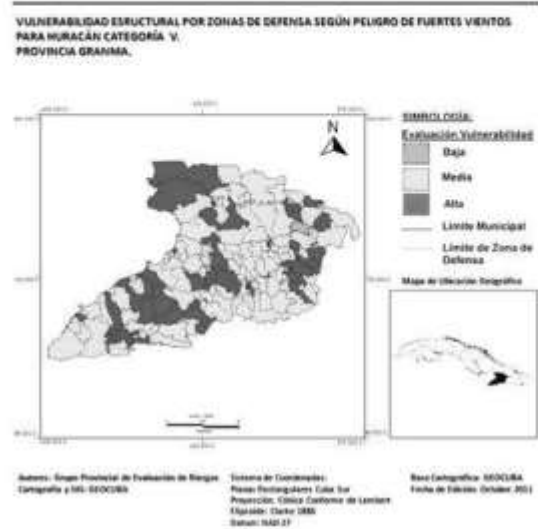 VULNERABILIDAD ESRUCTURAL POR ZONAS DE DEFENSA SEGÚN PELIGRO DE FUERTES VIENTOS
PARA HURACÁN CATEGORÍA V.
PROVINCIA GRANMA.
N
SIMBOLOGÍA:
Evaluación Vulnerabilidad
Baja
Media
Alta
Límite Municipal
Límite de Zona de
Defensa
Mapa de Ubicación Geográfica
Autores: Grupo Provincial de Evaluación de Riesgos
Cartografía y SIG: GEOCUBA
Sistema de Coordenadas:
Planas Rectangulares Cuba Sur
Proyección: Cónica Conforme de Lambert
Elipsoide: Clarke 1866
Datum: NAD 27
Base Cartográfica: GEOCUBA
Fecha de Edición: Octubre 2011